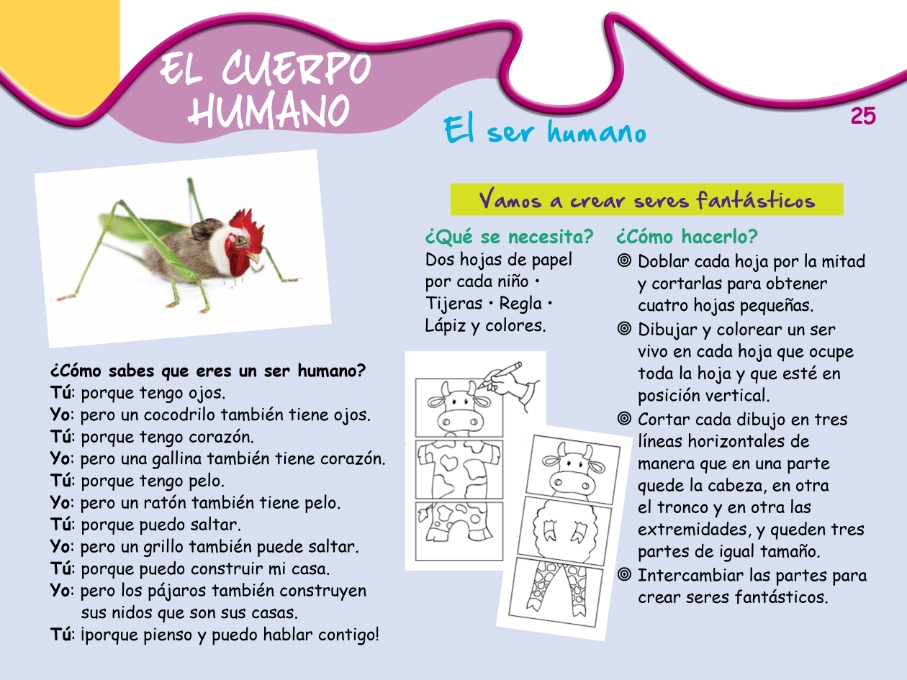 EL CUERPO
HUMANO
25
El ser humano
¿Cómo sabes que eres un ser humano?
Tú: porque tengo ojos.
Yo: pero un cocodrilo también tiene ojos.
Tú: porque tengo corazón.
Yo: pero una gallina también tiene corazón.
Tú: porque tengo pelo.
Yo: pero un ratón también tiene pelo.
Tú: porque puedo saltar.
Yo: pero un grillo también puede saltar.
Tú: porque puedo construir mi casa.
Yo: pero los pájaros también construyen
sus nidos que son sus casas.
Tú: ¡porque pienso y puedo hablar contigo!
Vamos a crear seres fantásticos
¿Qué se necesita?
Dos hojas de papel
por cada niño •
Tijeras • Regla •
Lápiz y colores.
¿Cómo hacerlo?
Doblar cada hoja por la mitad
y cortarlas para obtener
cuatro hojas pequeñas.
Dibujar y colorear un ser
vivo en cada hoja que ocupe
toda la hoja y que esté en
posición vertical.
Cortar cada dibujo en tres
líneas horizontales de
manera que en una parte
quede la cabeza, en otra
el tronco y en otra las
extremidades, y queden tres
partes de igual tamaño.
Intercambiar las partes para
crear seres fantásticos.